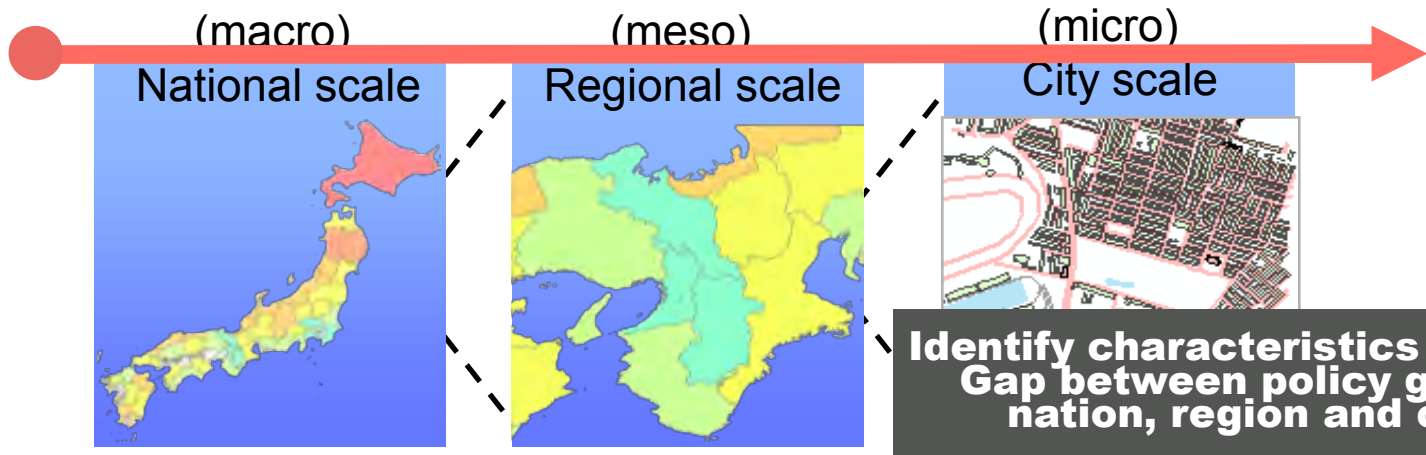 (macro)
(meso)
(micro)
National scale
Regional scale
City scale
Identify characteristics
Gap between policy g
nation, region and